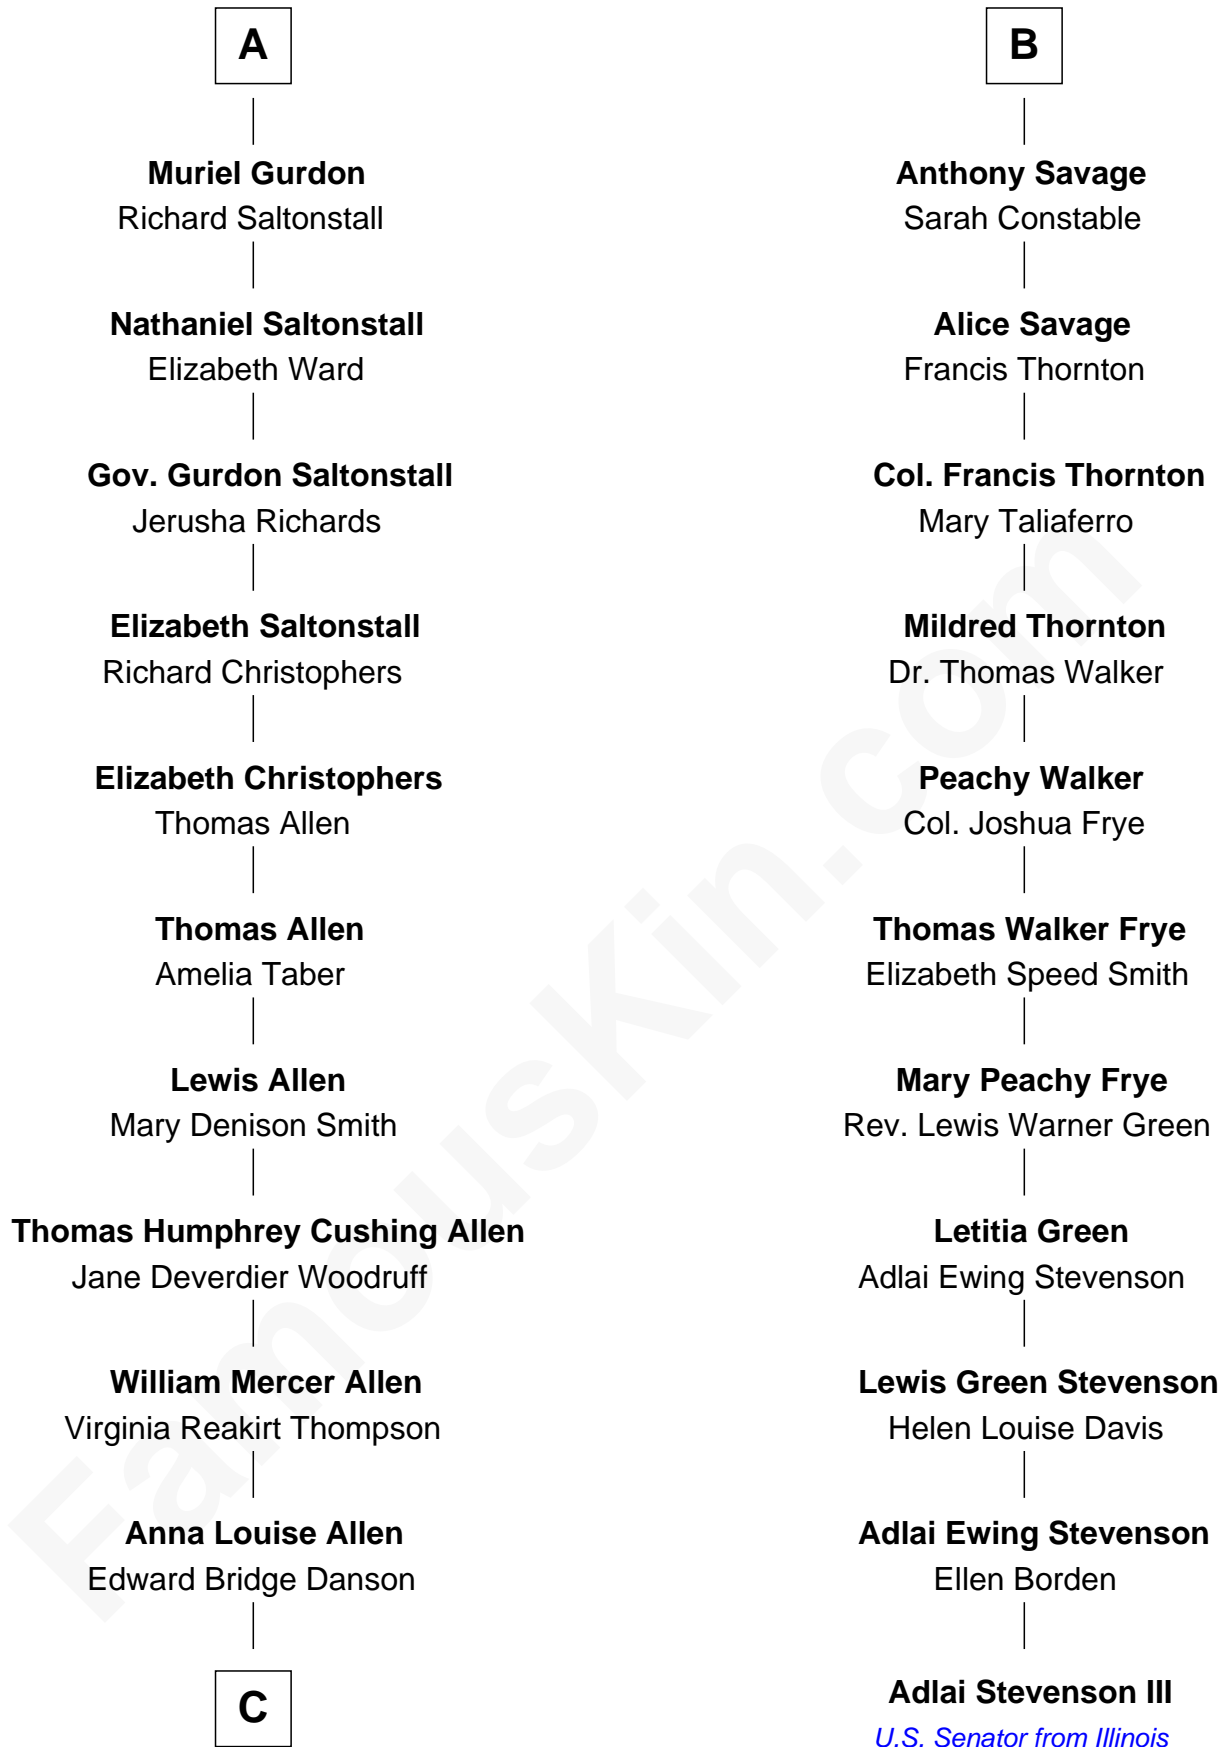 A
Muriel Gurdon
Richard Saltonstall
Nathaniel Saltonstall
Elizabeth Ward
Gov. Gurdon Saltonstall
Jerusha Richards
Elizabeth Saltonstall
Richard Christophers
Elizabeth Christophers
Thomas Allen
Thomas Allen
Amelia Taber
Lewis Allen
Mary Denison Smith
Thomas Humphrey Cushing Allen
Jane Deverdier Woodruff
William Mercer Allen
Virginia Reakirt Thompson
Anna Louise Allen
Edward Bridge Danson
C
B
Anthony Savage
Sarah Constable
Alice Savage
Francis Thornton
Col. Francis Thornton
Mary Taliaferro
Mildred Thornton
Dr. Thomas Walker
Peachy Walker
Col. Joshua Frye
Thomas Walker Frye
Elizabeth Speed Smith
Mary Peachy Frye
Rev. Lewis Warner Green
Letitia Green
Adlai Ewing Stevenson
Lewis Green Stevenson
Helen Louise Davis
Adlai Ewing Stevenson
Ellen Borden
Adlai Stevenson III
U.S. Senator from Illinois
FamousKin.com